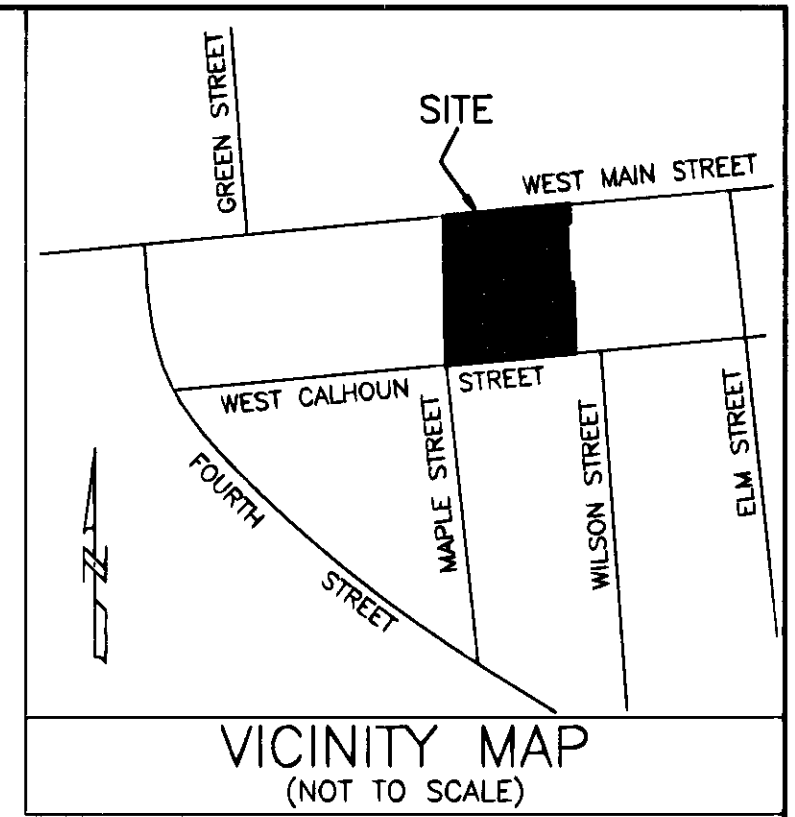 GREEN STREET
SITE
WEST MAIN STREET
WEST CALHOUN STREET
FOURTH STREET
MAPLE STREET
WILSON STREET
ELM STREET
N
VICINITY MAP
(NOT TO SCALE)